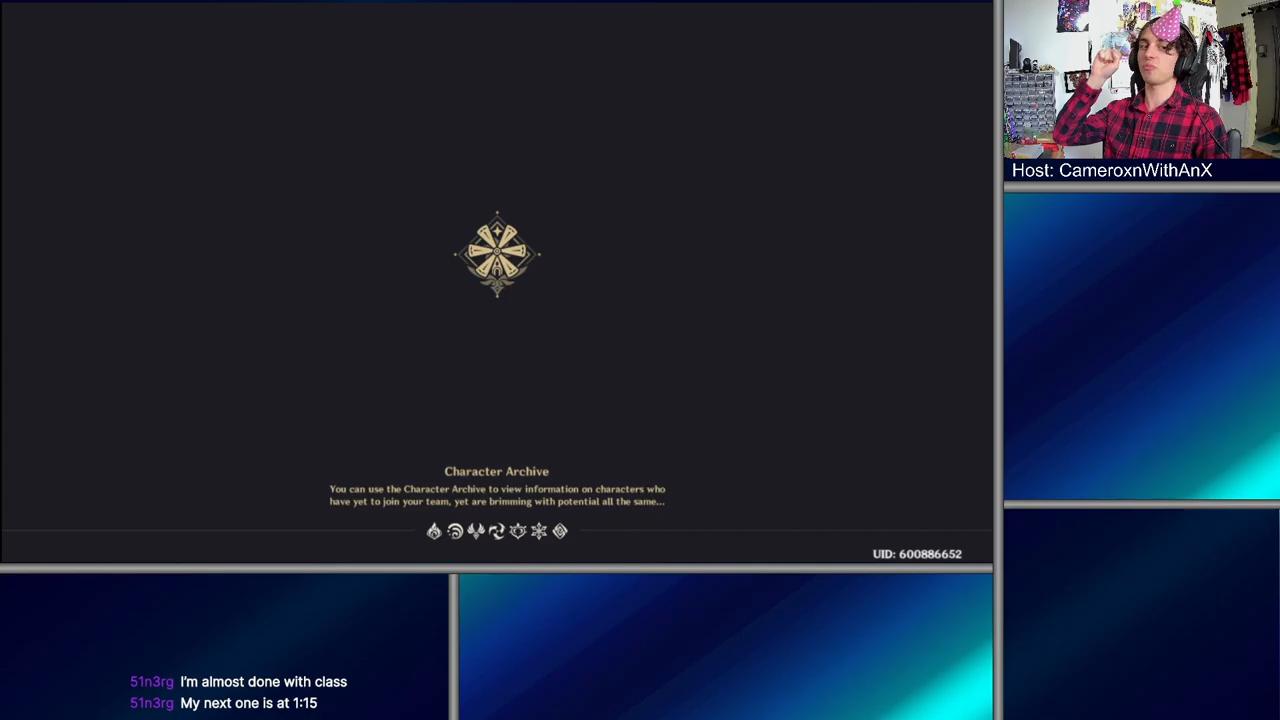 Host: CameroxnWithAnX
Character Archive
You can use the Character Archive to view information on characters who
have yet to join your team, yet are brimming with potential all the same...
UID: 600886652
51n3rg I'm almost done with class
51n3rg My next one is at 1:15